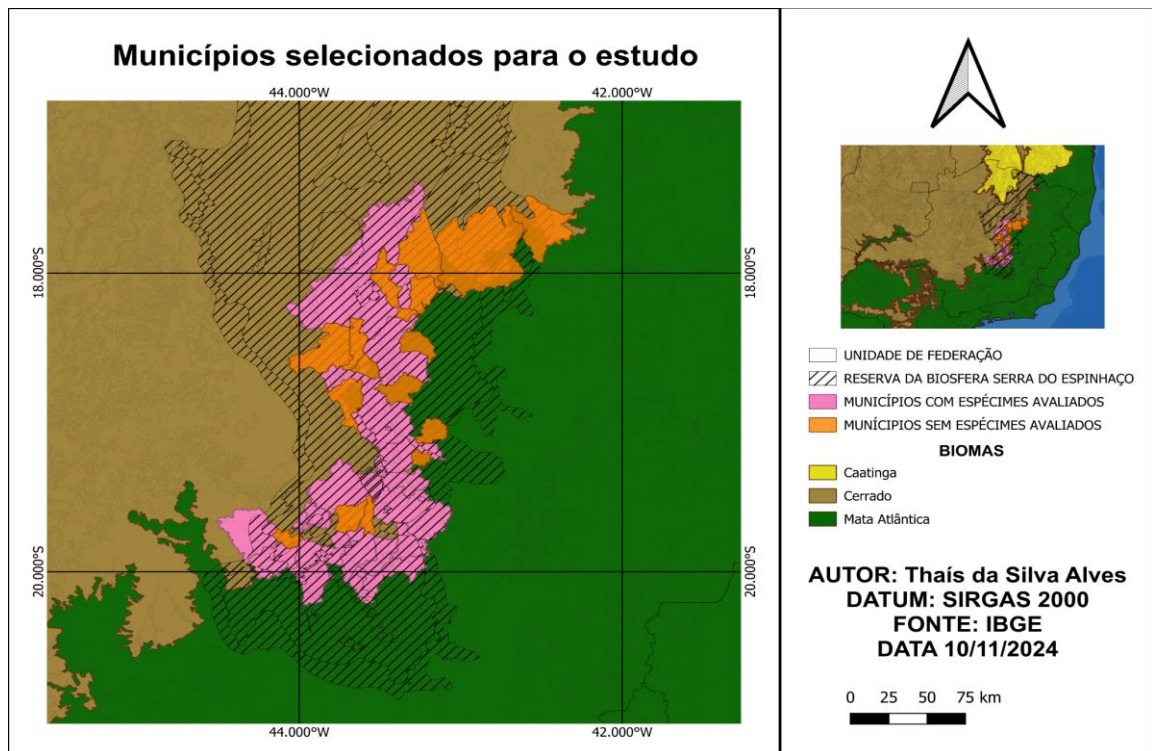 Municípios selecionados para o estudo
44.000°W
42.000°W
18.000°S
18.000°S
20.000°S
20.000°S
44.000°W
42.000°W
UNIDADE DE FEDERAÇÃO
RESERVA DA BIOSFERA SERRA DO ESPINHAÇO
MUNICÍPIOS COM ESPÉCIMES AVALIADOS
MUNÍCIPIOS SEM ESPÉCIMES AVALIADOS
BIOMAS
Caatinga
Cerrado
Mata Atlântica
AUTOR: Thaís da Silva Alves
DATUM: SIRGAS 2000
FONTE: IBGE
DATA 10/11/2024
0 25 50 75 km